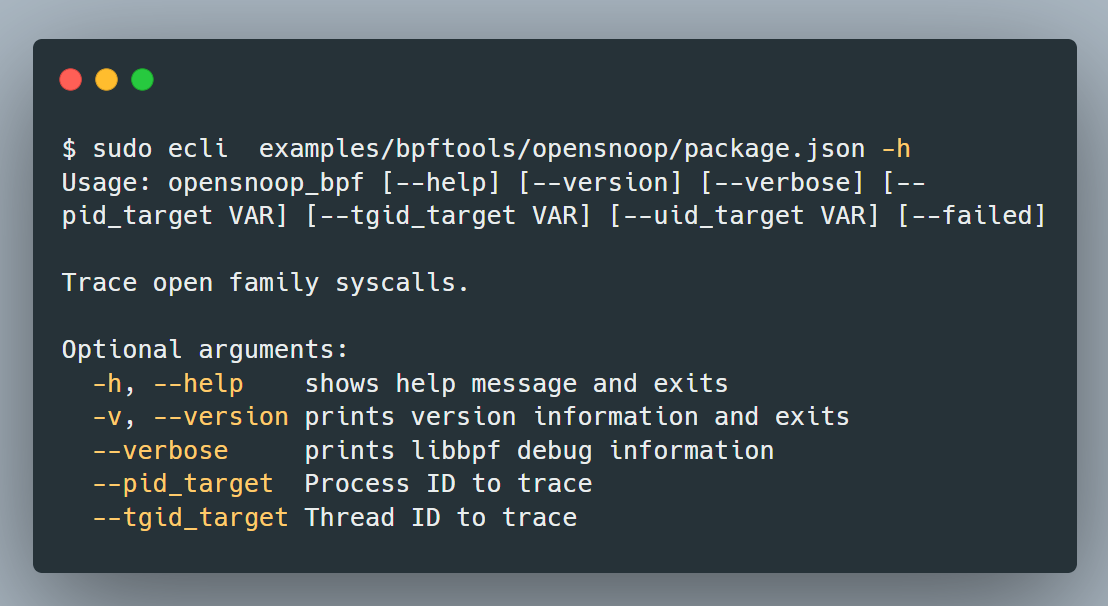 $ sudo ecli  examples/bpftools/opensnoop/package.json -h
Usage: opensnoop_bpf [--help] [--version] [--verbose] [--
pid_target VAR] [--tgid_target VAR] [--uid_target VAR] [--failed]

Trace open family syscalls.

Optional arguments:
  -h, --help    shows help message and exits
  -v, --version prints version information and exits
  --verbose     prints libbpf debug information
  --pid_target  Process ID to trace
  --tgid_target Thread ID to trace